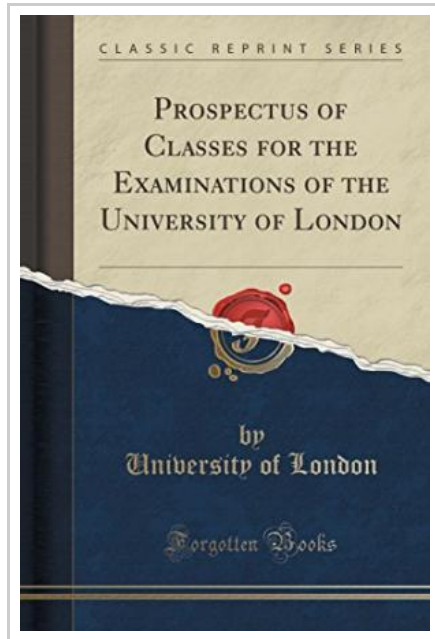 CLASSIC REPRINT SERIES
PROSPECTUS OF
CLASSES FOR THE
EXAMINATIONS OF THE
UNIVERSITY OF LONDON
F
by
University of London
Forgotten Books